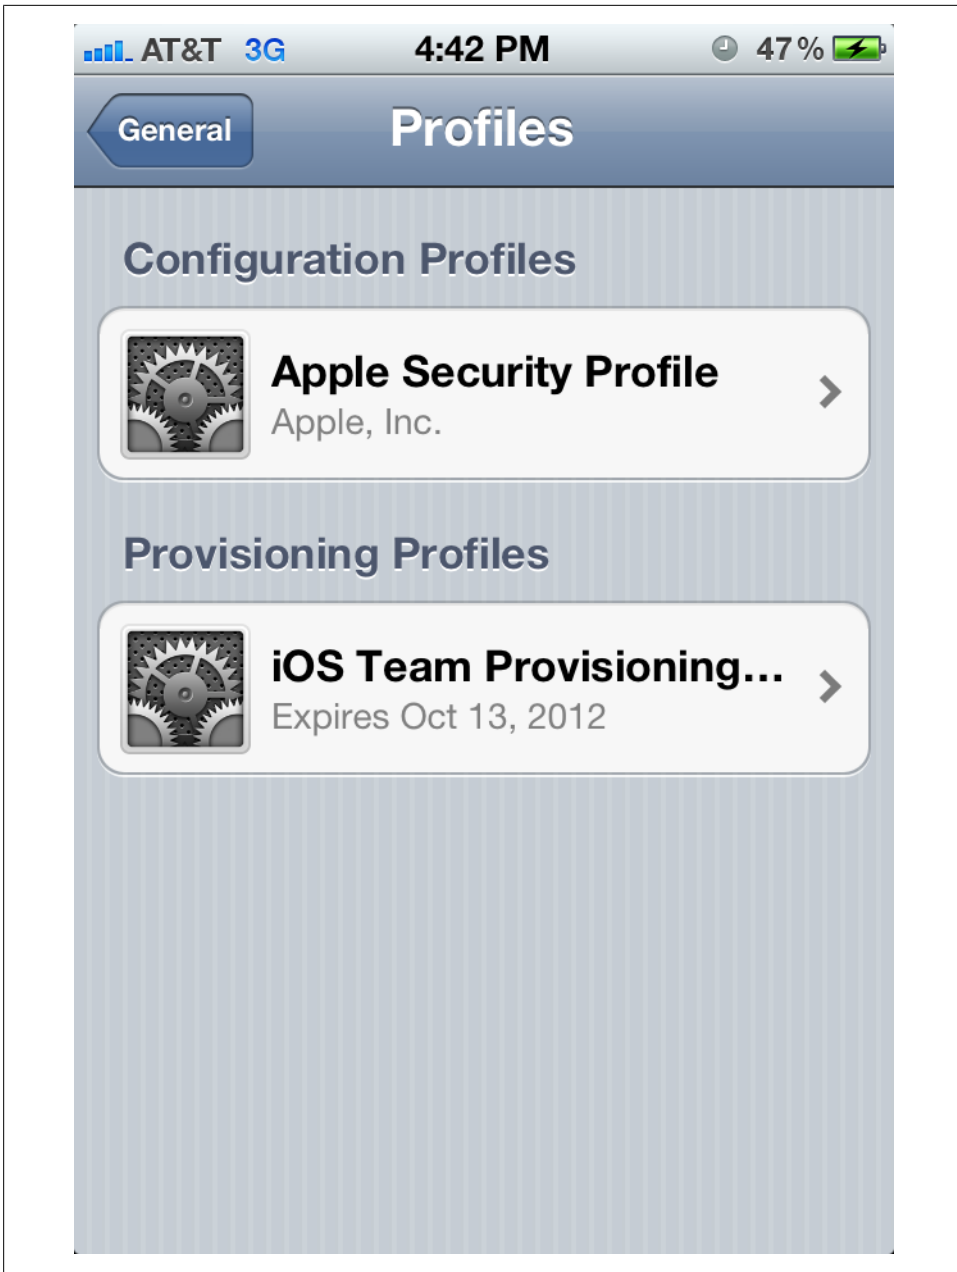 AT&T 3G 4:42 PM 47%
General Profiles
Configuration Profiles
Apple Security Profile
Apple, Inc.
Provisioning Profiles
iOS Team Provisioning...
Expires Oct 13, 2012